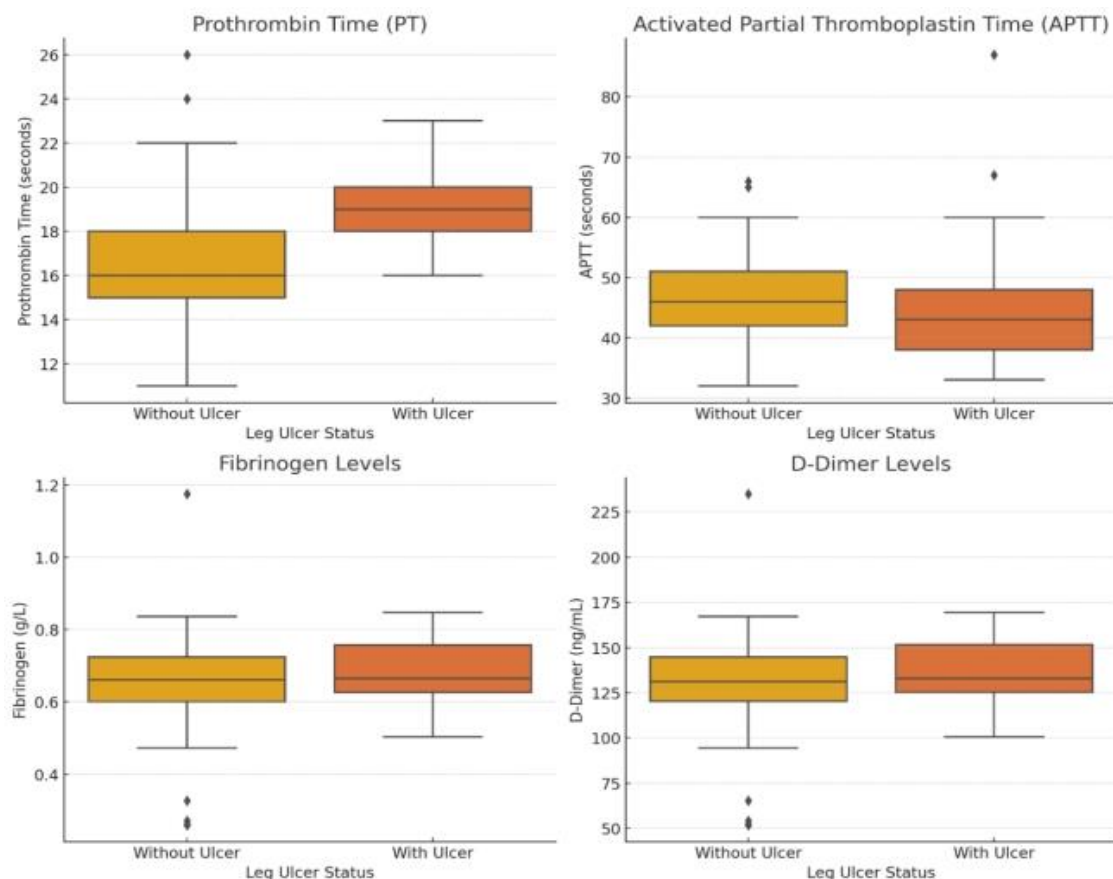 Prothrombin Time (PT)
Prothrombin Time (seconds)
26
24
22
20
18
16
14
12
Without Ulcer
With Ulcer
Leg Ulcer Status
Activated Partial Thromboplastin Time (APTT)
APTT (seconds)
80
70
60
50
40
30
Without Ulcer
With Ulcer
Leg Ulcer Status
Fibrinogen Levels
Fibrinogen (g/L)
1.2
1.0
0.8
0.6
0.4
Without Ulcer
With Ulcer
Leg Ulcer Status
D-Dimer Levels
D-Dimer (ng/mL)
225
200
175
150
125
100
75
50
Without Ulcer
With Ulcer
Leg Ulcer Status